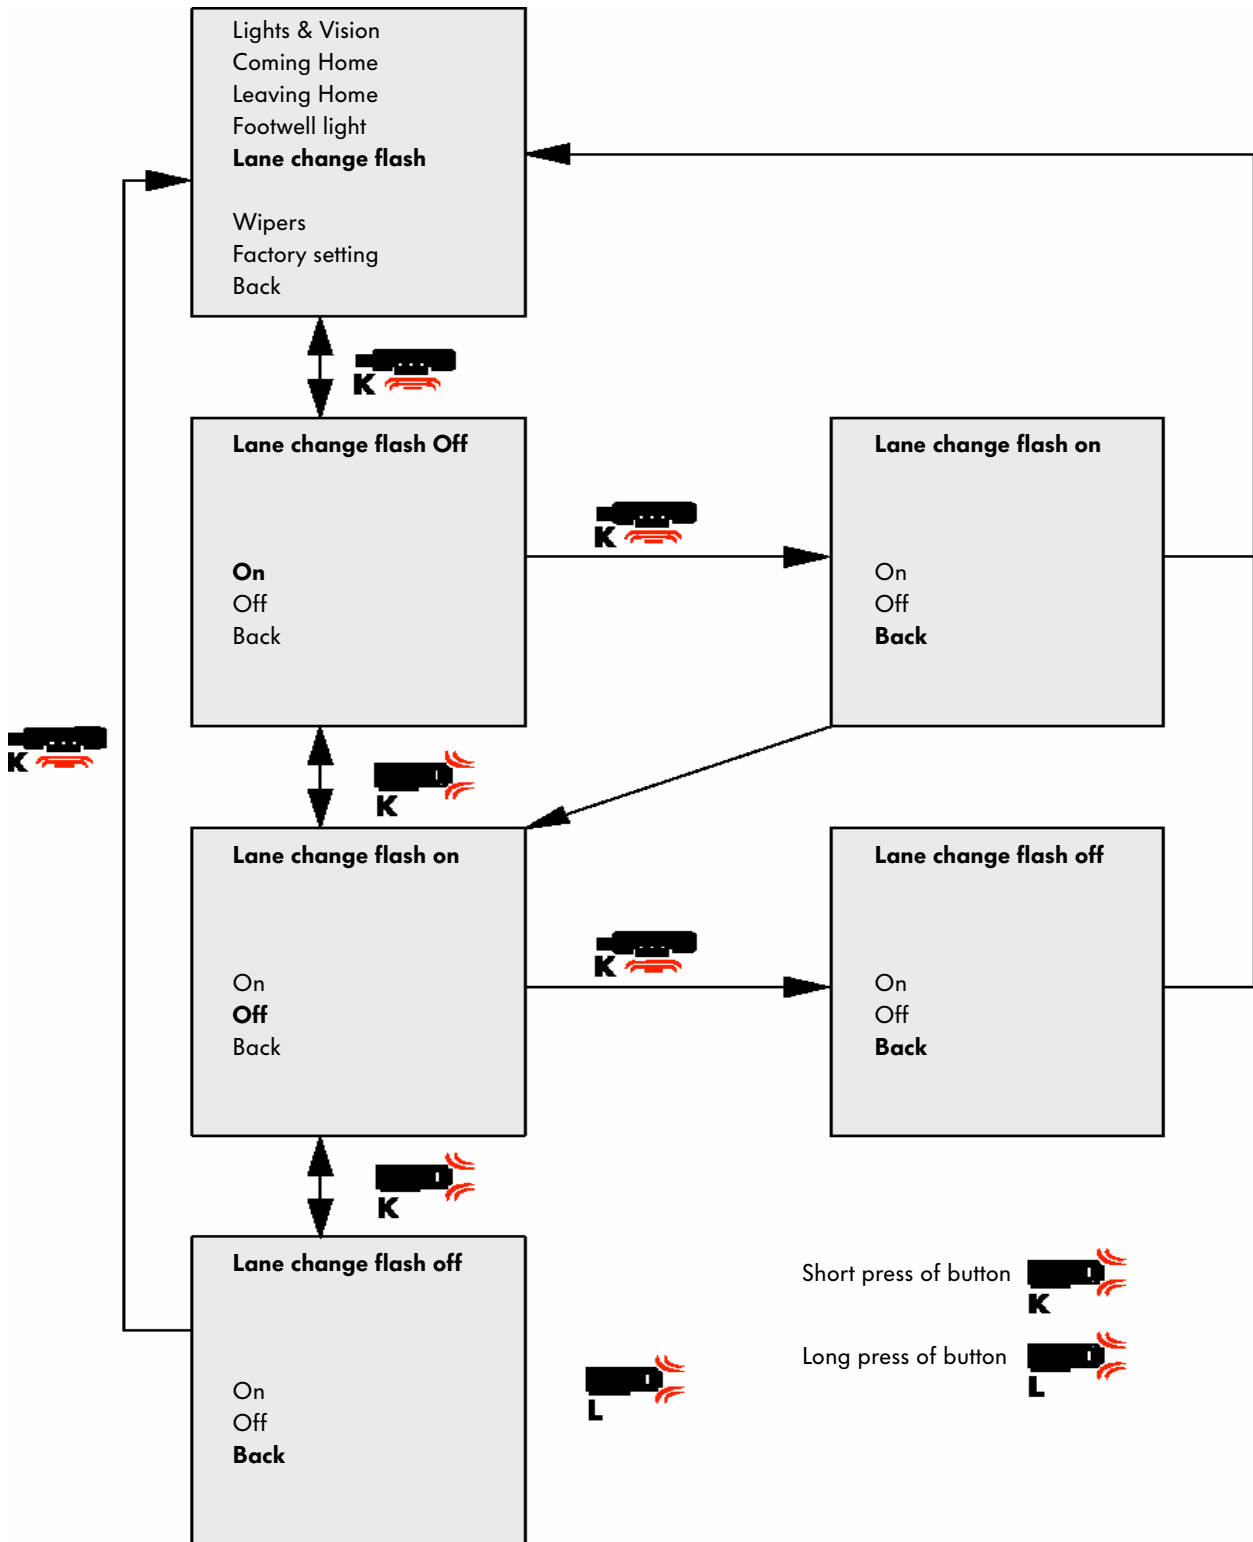 Lights & Vision
Coming Home
Leaving Home
Footwell light
Lane change flash
Wipers
Factory setting
Back
K
Lane change flash Off
On
Off
Back
K
Lane change flash on
On
Off
Back
K
K
Lane change flash on
On
Off
Back
K
Lane change flash off
On
Off
Back
K
Lane change flash off
On
Off
Back
L
Short press of button
K
Long press of button
L